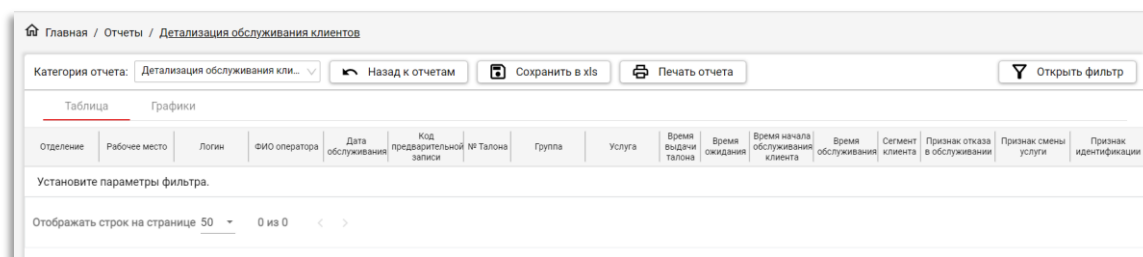 Главная / Отчеты / Детализация обслуживания клиентов
Категория отчета: Детализация обслуживания кли... Назад к отчетам Сохранить в xls Печать отчета Открыть фильтр
Таблица Графики
Отделение Рабочее место Логин ФИО оператора Дата обслуживания Код предварительной записи № Талона Группа Услуга Время выдачи талона Время ожидания Время начала обслуживания клиента Время обслуживания Сегмент клиента Признак отказа в обслуживании Признак смены услуги Признак идентификации
Установите параметры фильтра.
Отображать строк на странице 50 0 из 0